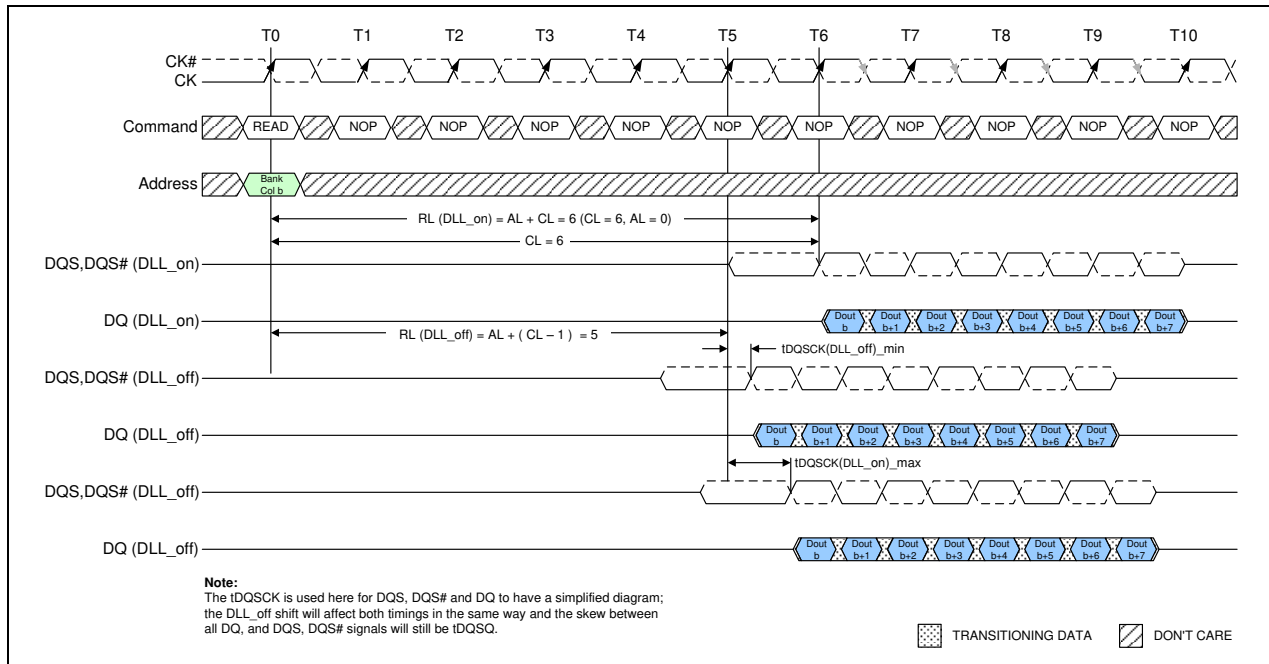 T0 T1 T2 T3 T4 T5 T6 T7 T8 T9 T10
CK#
CK
Command READ NOP NOP NOP NOP NOP NOP NOP NOP NOP NOP
Address Bank
Col b
RL (DLL_on) = AL + CL = 6 (CL = 6, AL = 0)
CL = 6
DQS,DQS# (DLL_on)
DQ (DLL_on) Dout b Dout b+1 Dout b+2 Dout b+3 Dout b+4 Dout b+5 Dout b+6 Dout b+7
RL (DLL_off) = AL + ( CL – 1 ) = 5
tDQSCK(DLL_off)_min
DQS,DQS# (DLL_off)
DQ (DLL_off) Dout b Dout b+1 Dout b+2 Dout b+3 Dout b+4 Dout b+5 Dout b+6 Dout b+7
tDQSCK(DLL_on)_max
DQS,DQS# (DLL_off)
DQ (DLL_off) Dout b Dout b+1 Dout b+2 Dout b+3 Dout b+4 Dout b+5 Dout b+6 Dout b+7
Note:
The tDQSCK is used here for DQS, DQS# and DQ to have a simplified diagram;
the DLL_off shift will affect both timings in the same way and the skew between
all DQ, and DQS, DQS# signals will still be tDQSQ.
TRANSITIONING DATA DON'T CARE